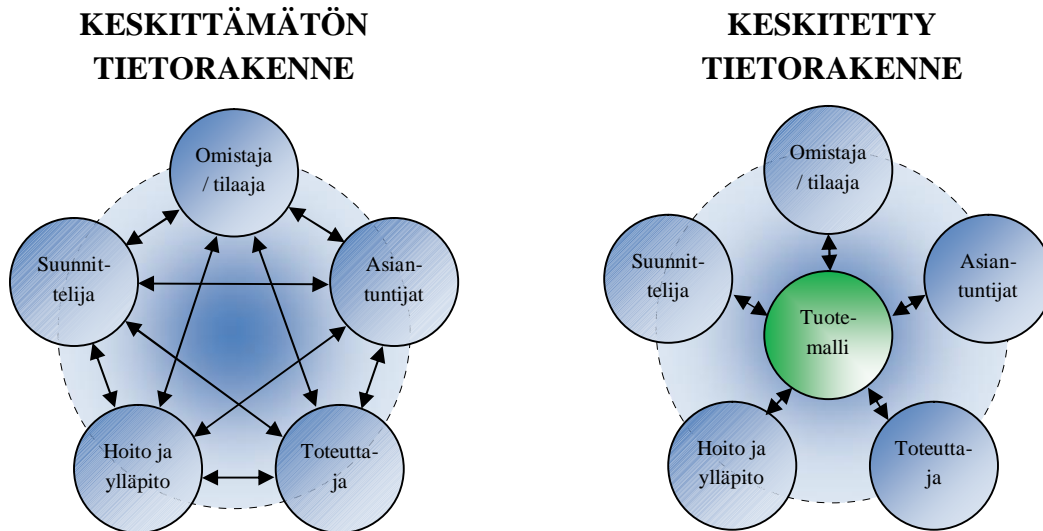 KESKITTÄMÄTÖN
TIETORAKENNE
Omistaja
/ tilaaja
Suunnit-
telija
Asian-
tuntijat
Hoito ja
ylläpito
Toteutta-
ja
KESKITETTY
TIETORAKENNE
Omistaja
/ tilaaja
Suunnit-
telija
Asian-
tuntijat
Tuote-
malli
Hoito ja
ylläpito
Toteutta-
ja